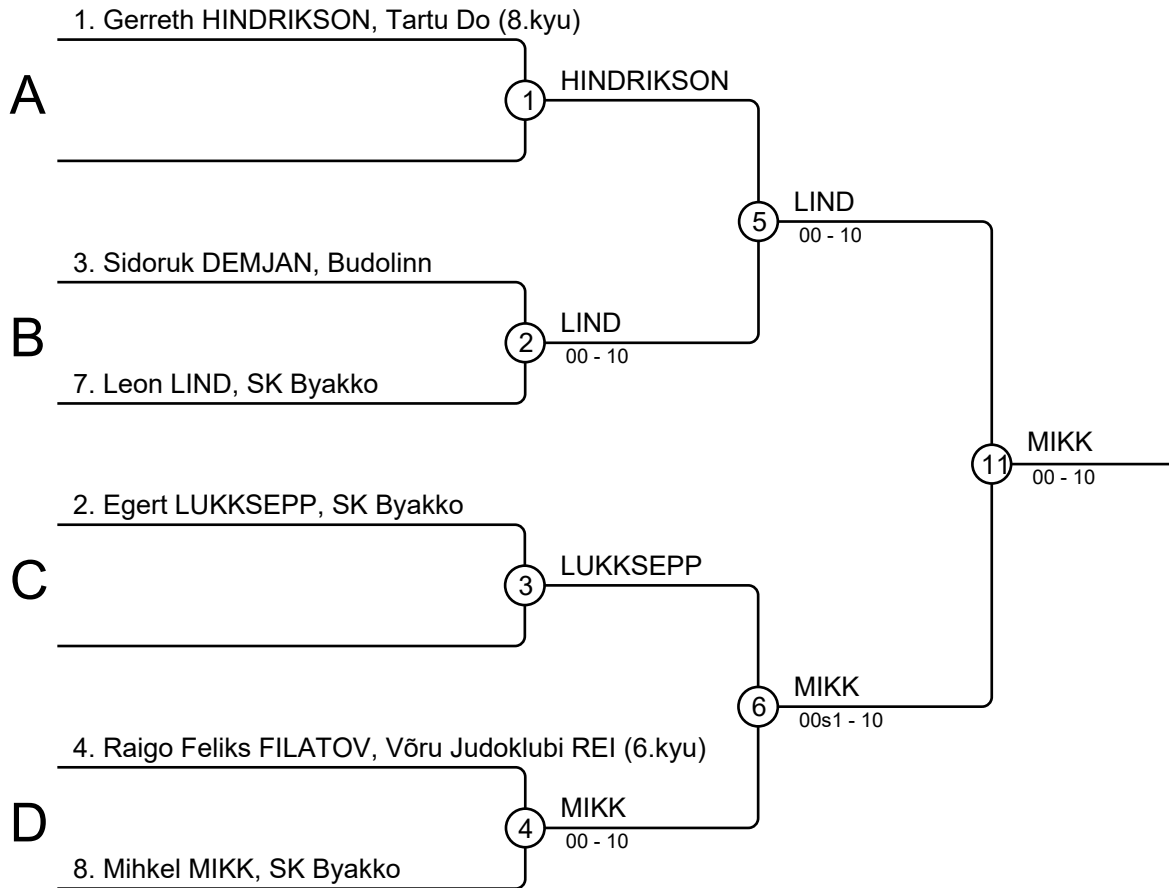 1. Gerreth HINDRIKSON, Tartu Do (8.kyu)
A
1
HINDRIKSON
5
LIND
00 - 10
3. Sidoruk DEMJAN, Budolinn
B
2
LIND
00 - 10
7. Leon LIND, SK Byakko
11
MIKK
00 - 10
2. Egert LUKKSEPP, SK Byakko
C
3
LUKKSEPP
6
MIKK
00s1 - 10
4. Raigo Feliks FILATOV, Võru Judoklubi REI (6.kyu)
D
4
MIKK
00 - 10
8. Mihkel MIKK, SK Byakko